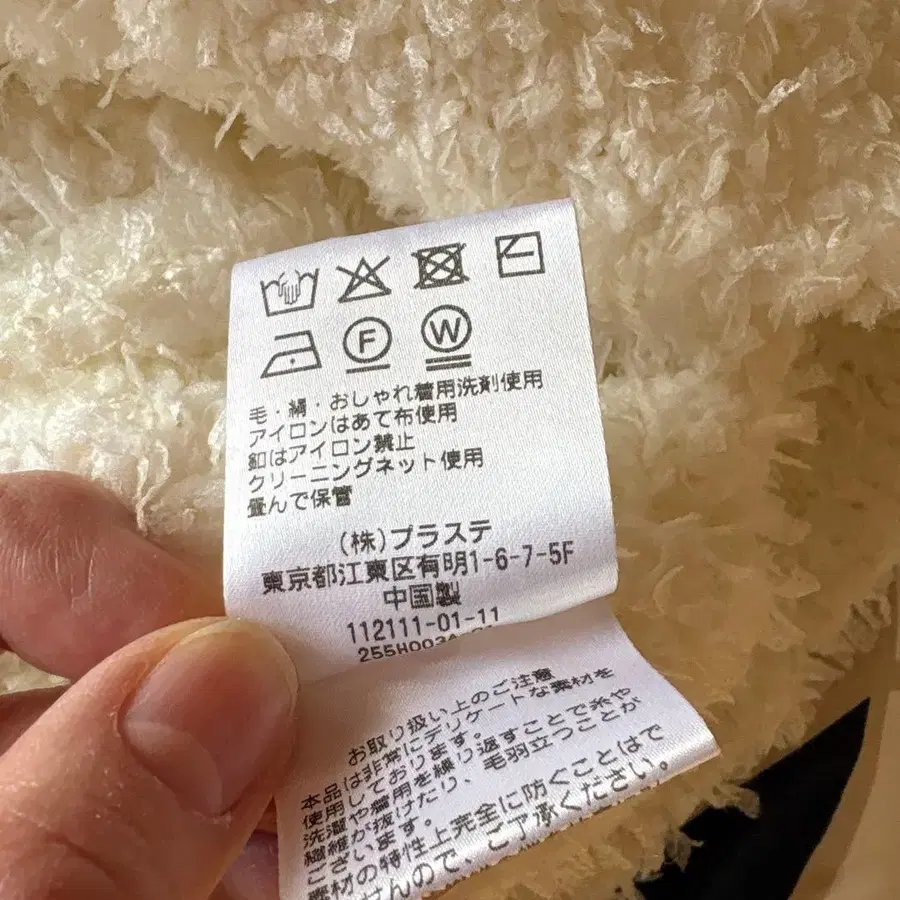 F W
毛・絹・おしゃれ着用洗剤使用
アイロンはあて布使用
釦はアイロン禁止
クリーニングネット使用
畳んで保管
(株)プラステ
東京都江東区有明1-6-7-5F
中国製
112111-01-11
255H003A
お取り扱い上のご注意
本品は非常にデリケートな素材を
使用しております。
洗濯や着用を繰り返すことで糸や
繊維が抜けたり、毛羽立つことが
ございます。
素材の特性上完全に防ぐことはで
せんので、ご了承ください。